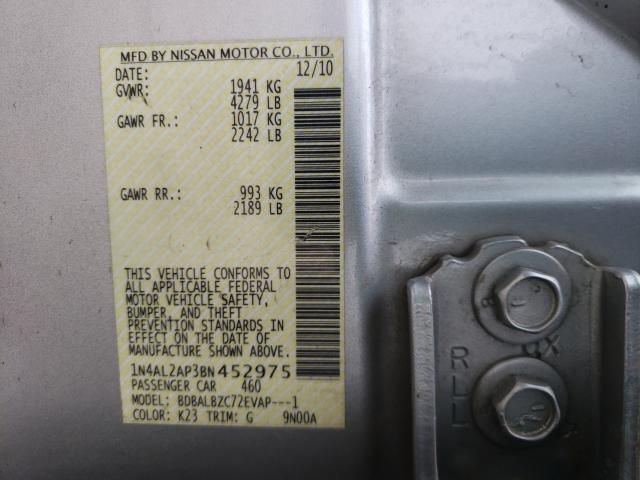 MFD BY NISSAN MOTOR CO., LTD.
DATE: 12/10
GVWR: 1941 KG
4279 LB
GAWR FR.: 1017 KG
2242 LB
GAWR RR.: 993 KG
2189 LB
THIS VEHICLE CONFORMS TO
ALL APPLICABLE FEDERAL
MOTOR VEHICLE SAFETY,
BUMPER, AND THEFT
PREVENTION STANDARDS IN
EFFECT ON THE DATE OF
MANUFACTURE SHOWN ABOVE.
1N4AL2AP3BN452975
PASSENGER CAR 460
MODEL: BDBALBZC72EVAP---1
COLOR: K23 TRIM: G 9N00A
RLL